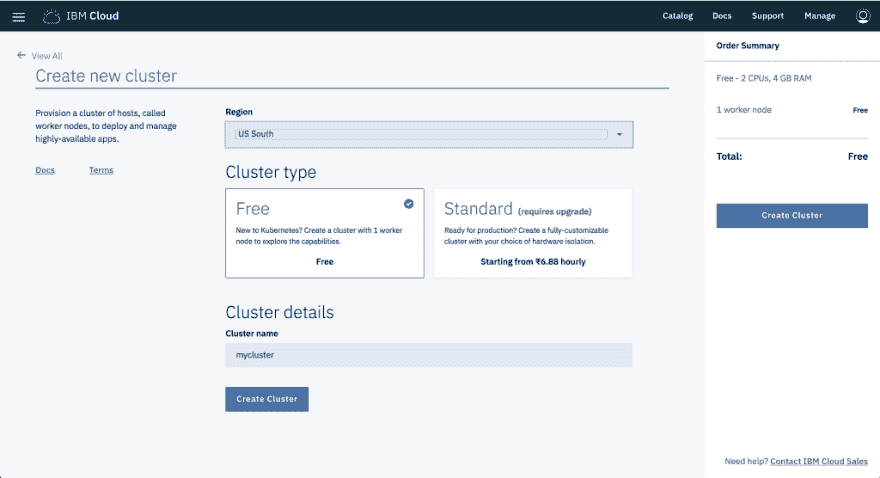 IBM Cloud
Catalog Docs Support Manage
← View All
Create new cluster
Provision a cluster of hosts, called
worker nodes, to deploy and manage
highly-available apps.
Docs Terms
Region
US South
Cluster type
Free
New to Kubernetes? Create a cluster with 1 worker
node to explore the capabilities.
Free
Standard (requires upgrade)
Ready for production? Create a fully-customizable
cluster with your choice of hardware isolation.
Starting from ₹6.88 hourly
Cluster details
Cluster name
mycluster
Create Cluster
Order Summary
Free - 2 CPUs, 4 GB RAM
1 worker node Free
Total: Free
Create Cluster
Need help? Contact IBM Cloud Sales